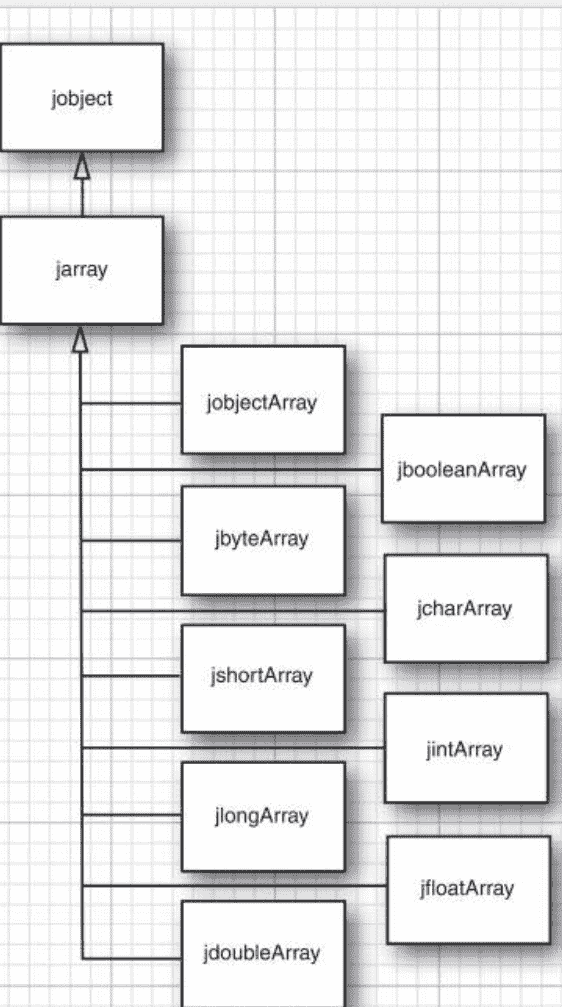 jobject
jarray
jobjectArray
jbooleanArray
jbyteArray
jcharArray
jshortArray
jintArray
jlongArray
jfloatArray
jdoubleArray